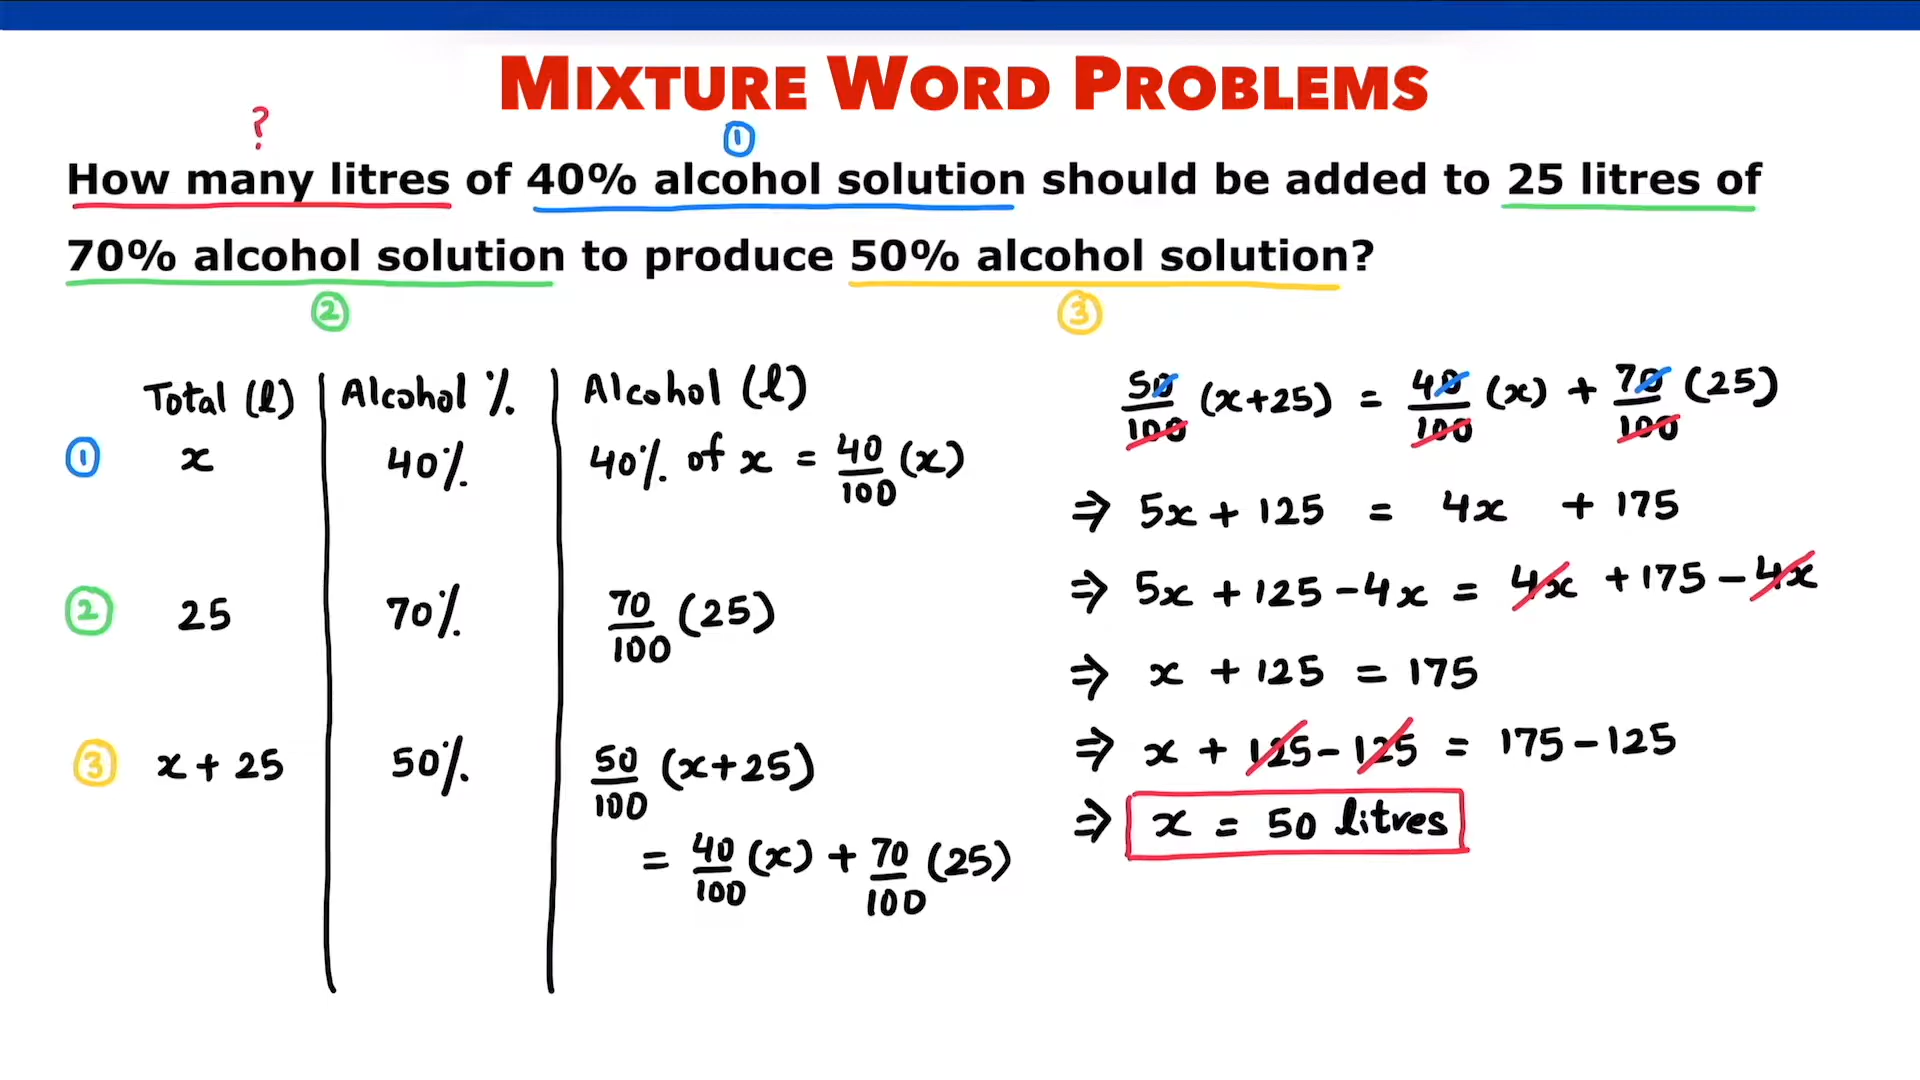 MIXTURE WORD PROBLEMS
?
①
How many litres of 40% alcohol solution should be added to 25 litres of
70% alcohol solution to produce 50% alcohol solution?
② ③
Total (l) Alcohol % Alcohol (l)
① x 40% 40% of x = 40/100 (x)
② 25 70% 70/100 (25)
③ x + 25 50% 50/100 (x+25)
= 40/100 (x) + 70/100 (25)
50/100 (x+25) = 40/100 (x) + 70/100 (25)
⇒ 5x + 125 = 4x + 175
⇒ 5x + 125 - 4x = 4x + 175 - 4x
⇒ x + 125 = 175
⇒ x + 125 - 125 = 175 - 125
⇒ x = 50 litres